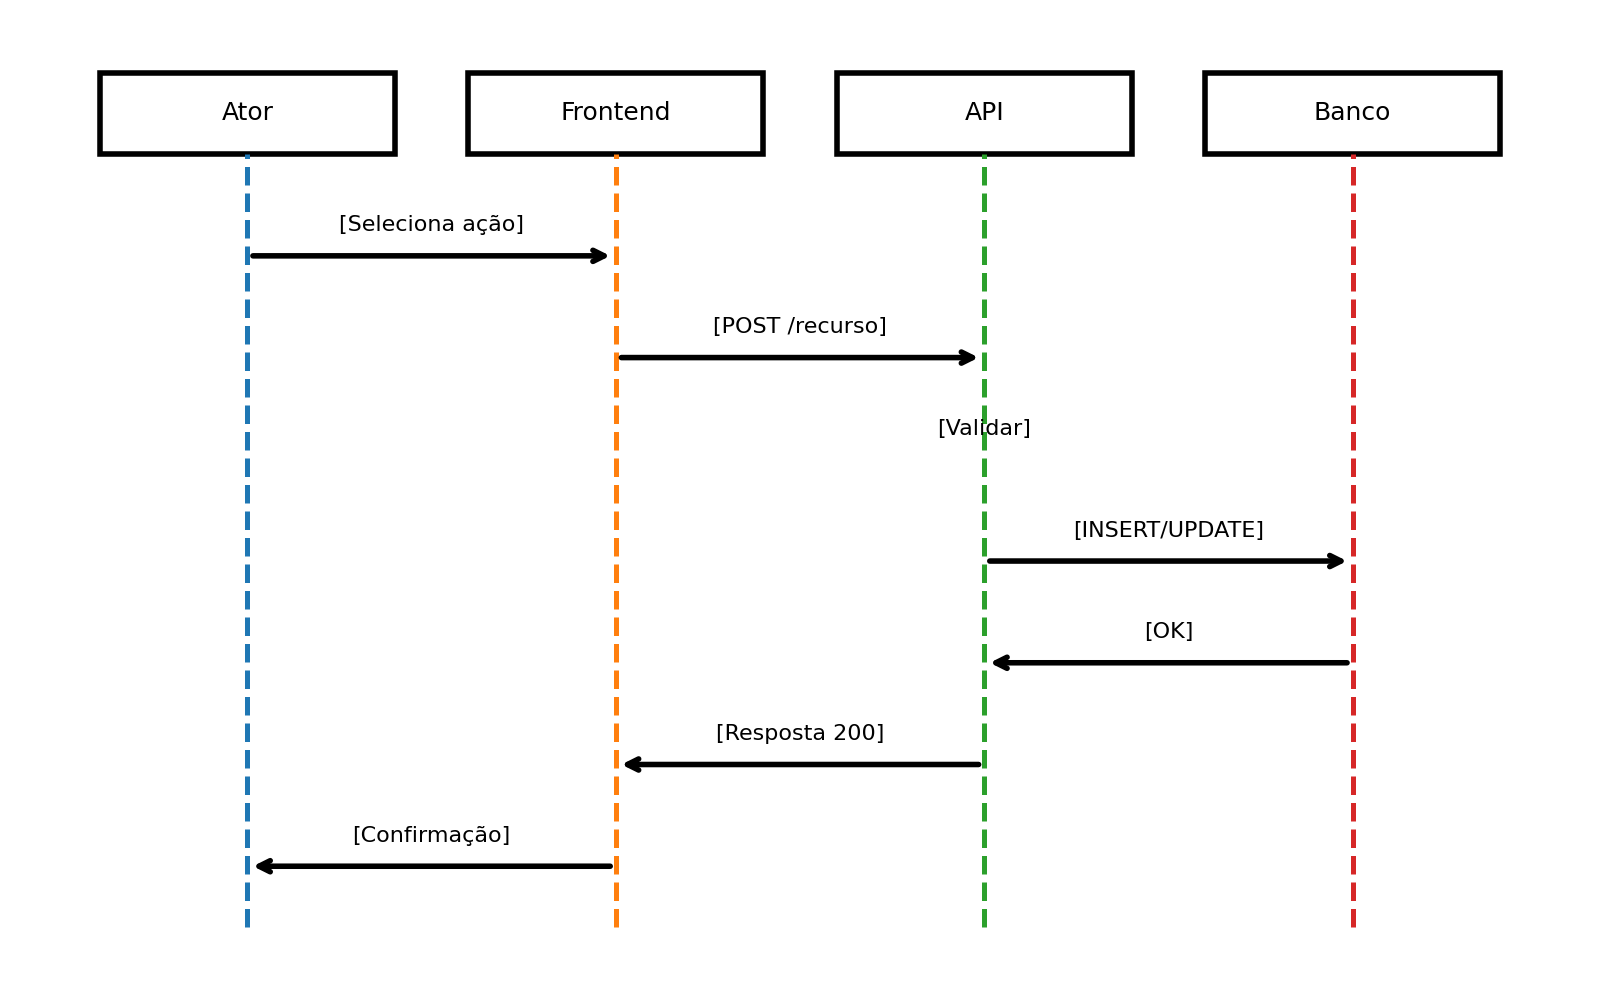 Ator
Frontend
API
Banco
[Seleciona ação]
[POST /recurso]
[Validar]
[INSERT/UPDATE]
[OK]
[Resposta 200]
[Confirmação]